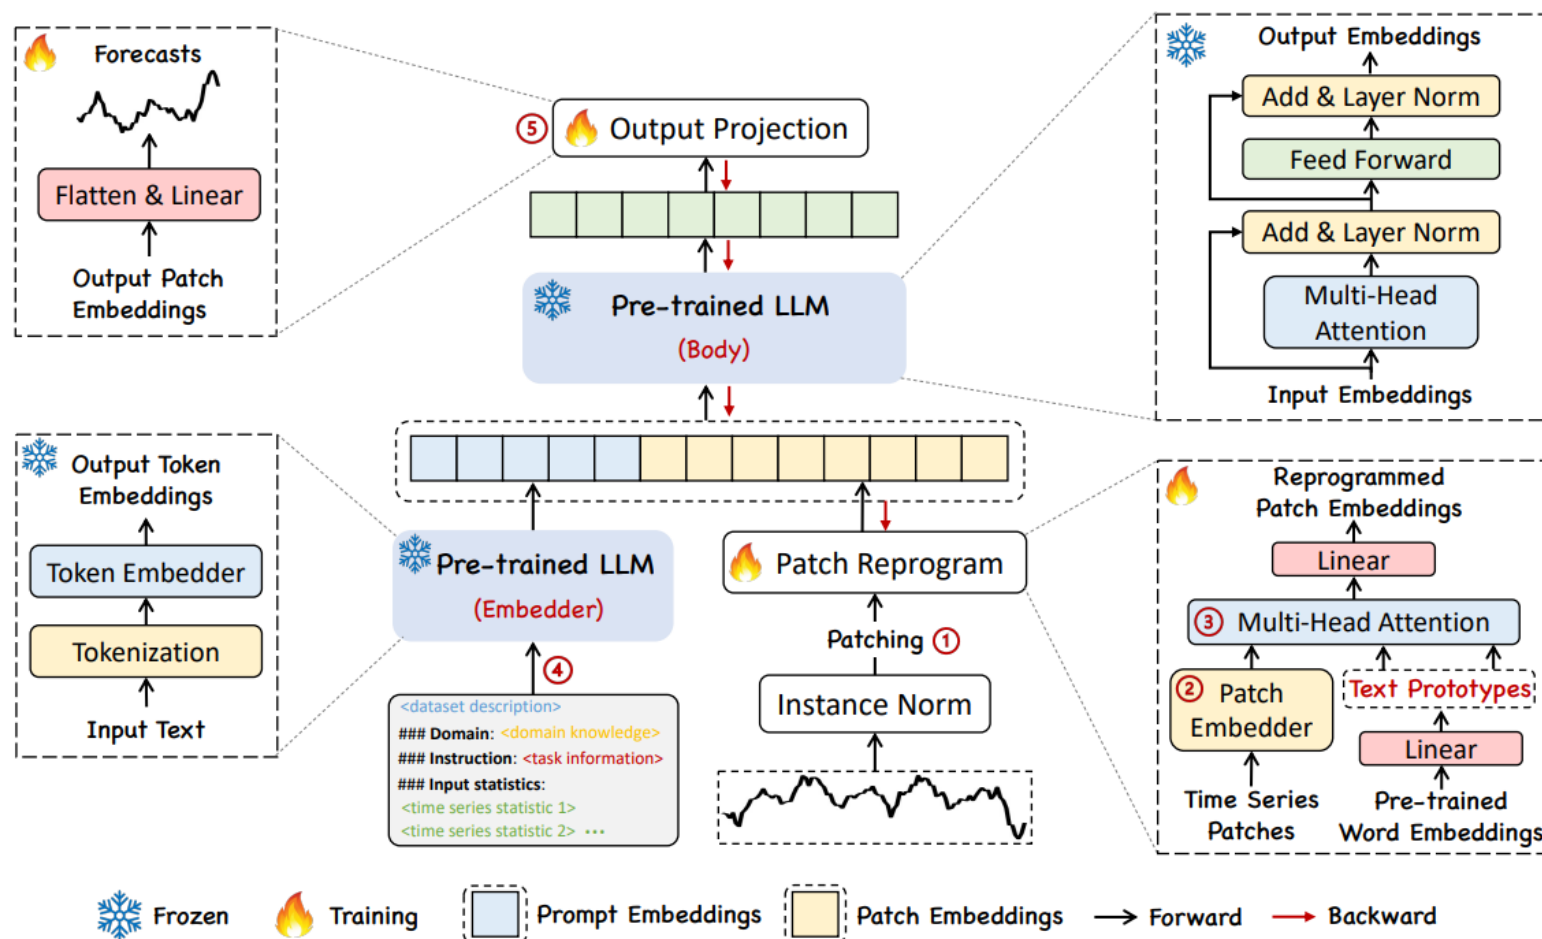 Forecasts
Flatten & Linear
Output Patch
Embeddings
⑤ Output Projection
Pre-trained LLM
(Body)
Output Embeddings
Add & Layer Norm
Feed Forward
Add & Layer Norm
Multi-Head
Attention
Input Embeddings
Output Token
Embeddings
Token Embedder
Tokenization
Input Text
Pre-trained LLM
(Embedder)
④
<dataset description>
### Domain: <domain knowledge>
### Instruction: <task information>
### Input statistics:
<time series statistic 1>
<time series statistic 2> ...
Patch Reprogram
Patching ①
Instance Norm
Reprogrammed
Patch Embeddings
Linear
③ Multi-Head Attention
② Patch
Embedder
Text Prototypes
Linear
Time Series
Patches
Pre-trained
Word Embeddings
Frozen
Training
Prompt Embeddings
Patch Embeddings
Forward
Backward